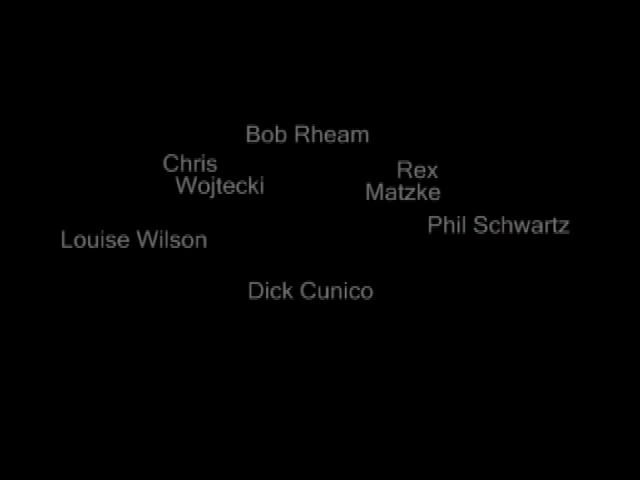 Bob Rheam
Chris
Wojtecki
Rex
Matzke
Phil Schwartz
Louise Wilson
Dick Cunico